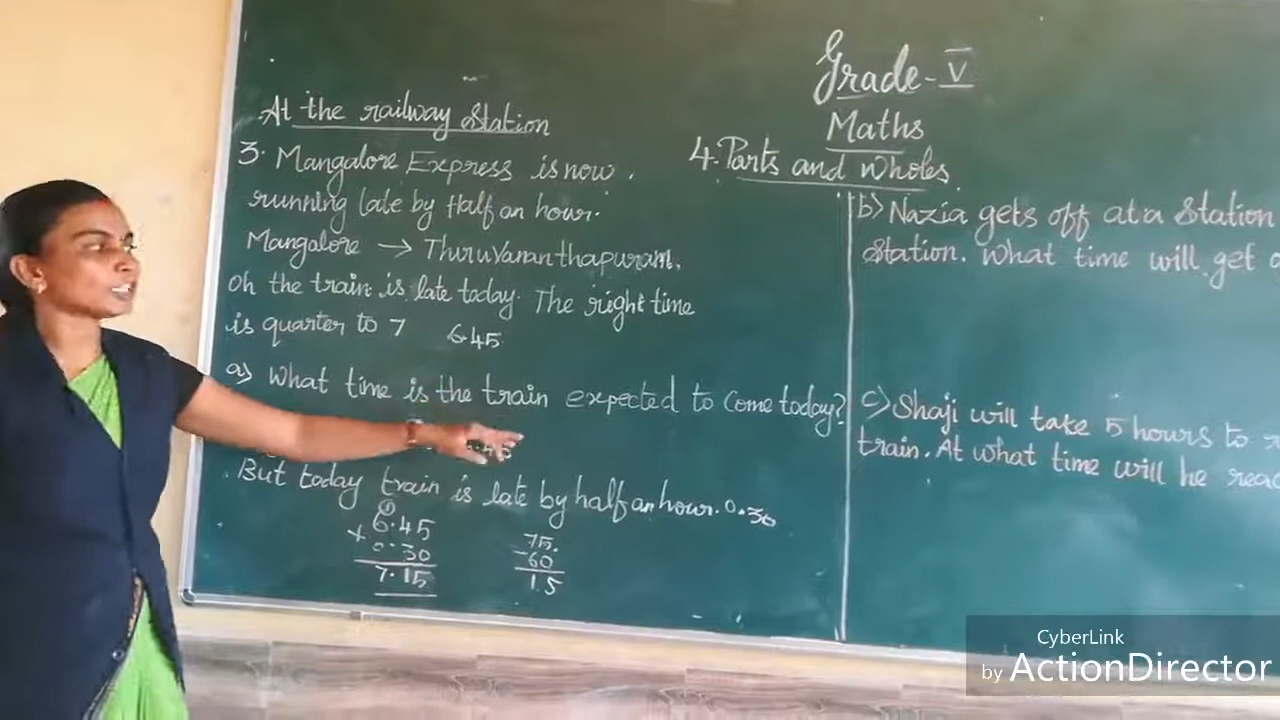 Grade - V
Maths
4. Parts and wholes.
At the railway Station
3. Mangalore Express is now.
running late by Half an hour.
Mangalore → Thiruvananthapuram.
oh the train is late today. The right time
is quarter to 7 6 45
a) What time is the train expected to come today?
But today train is late by half an hour. 0.30
1
6.45
+ 0.30
7.15
75.
-60
15
b) Nazia gets off at a Station
Station. What time will get
c) Shaji will take 5 hours to
train. At what time will he
CyberLink
by ActionDirector